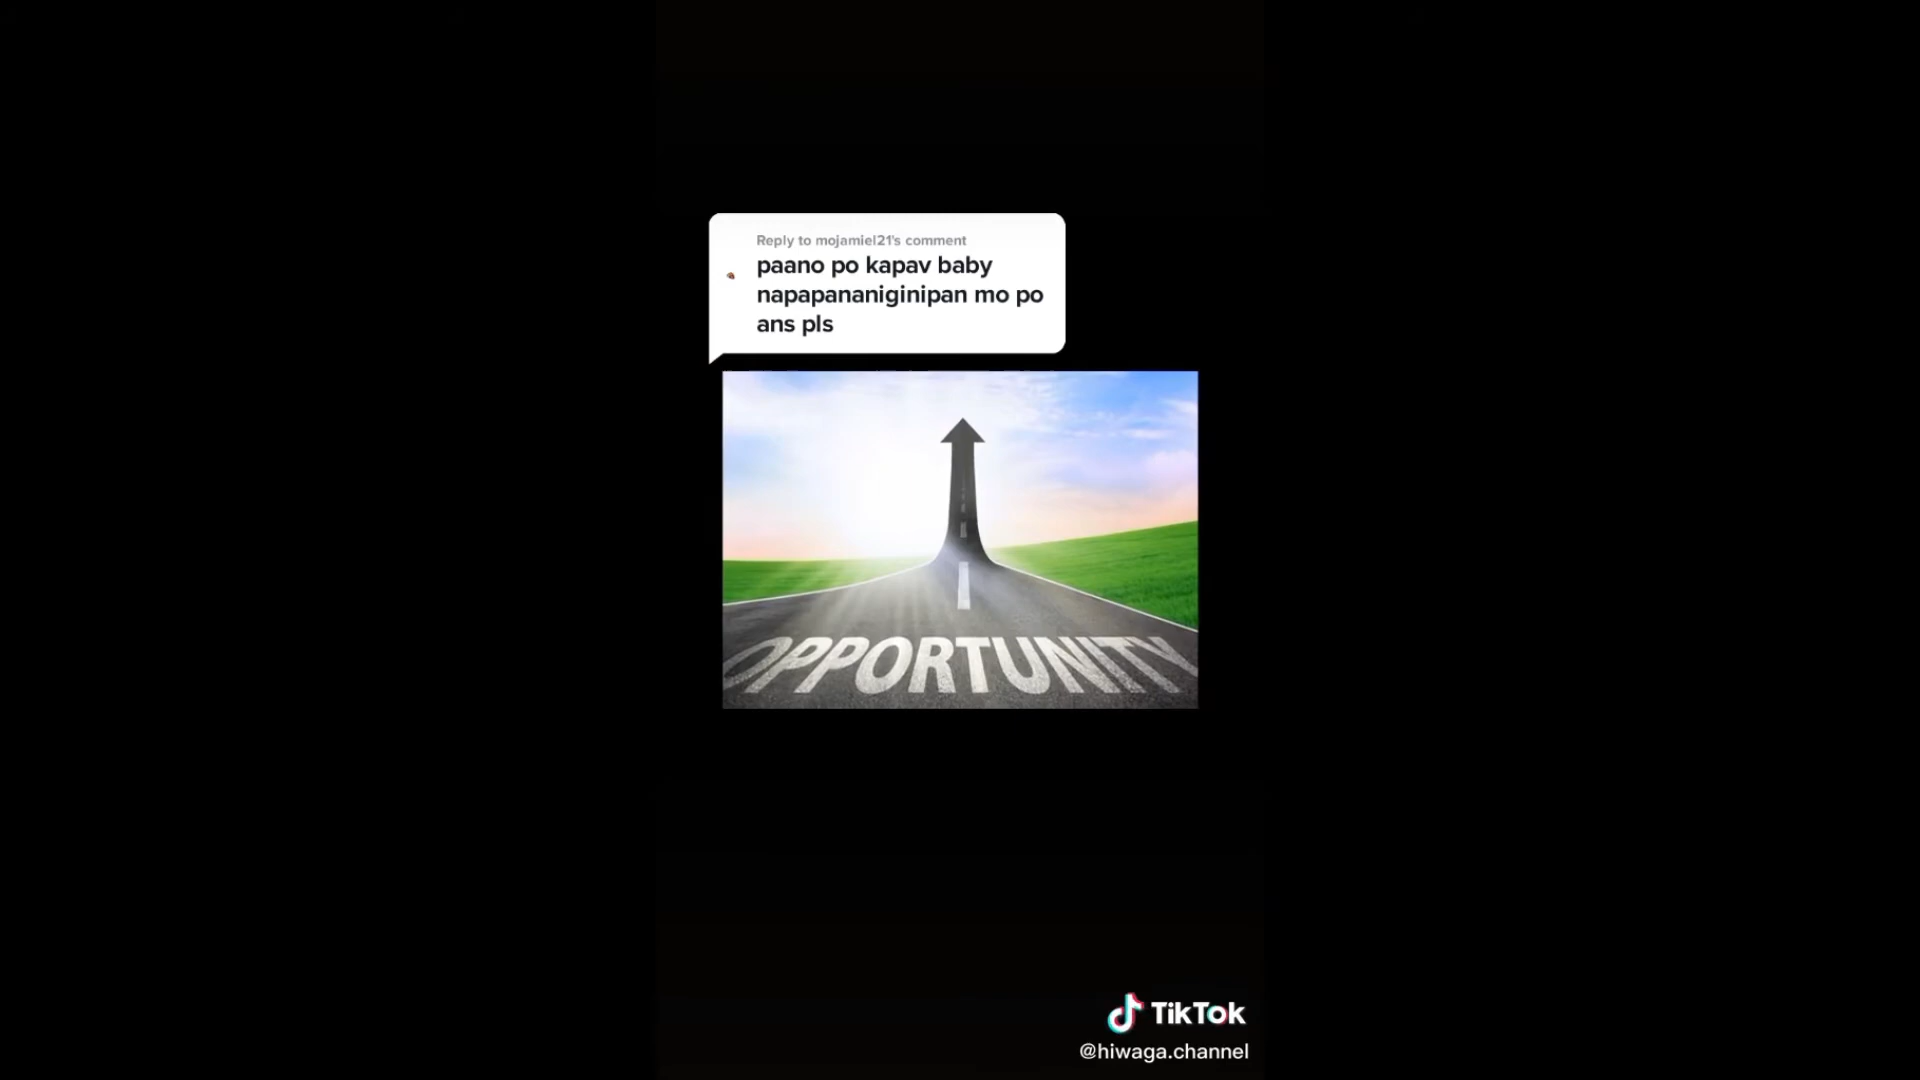 Reply to mojamiel21's comment
paano po kapav baby
napapananiginipan mo po
ans pls
OPPORTUNITY
TikTok
@hiwaga.channel